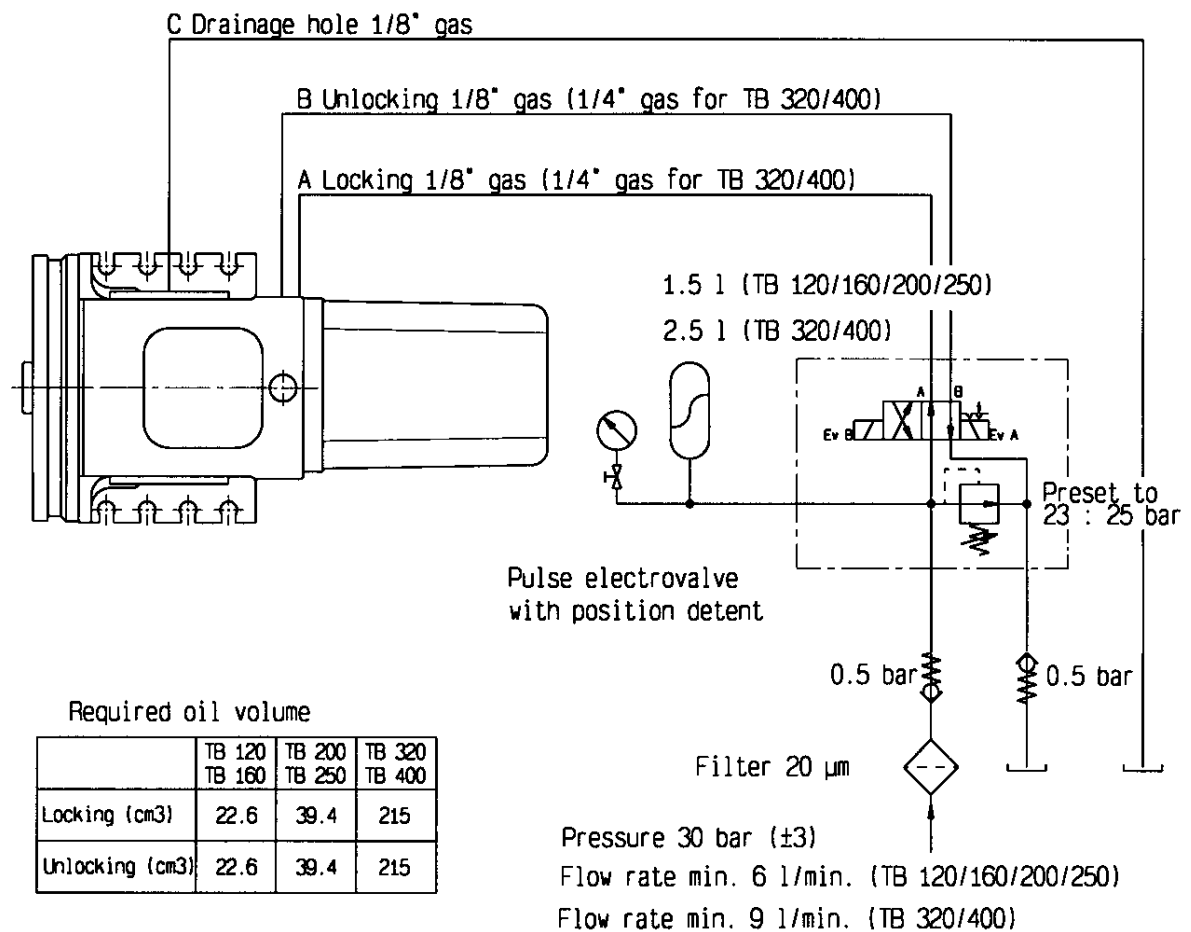 C Drainage hole 1/8" gas
B Unlocking 1/8" gas (1/4" gas for TB 320/400)
A Locking 1/8" gas (1/4" gas for TB 320/400)
1.5 l (TB 120/160/200/250)
2.5 l (TB 320/400)
A B
Ev B Ev A
Preset to
23 : 25 bar
Pulse electrovalve
with position detent
0.5 bar 0.5 bar
Required oil volume
TB 120 TB 200 TB 320
TB 160 TB 250 TB 400
Locking (cm3) 22.6 39.4 215
Unlocking (cm3) 22.6 39.4 215
Filter 20 µm
Pressure 30 bar (±3)
Flow rate min. 6 l/min. (TB 120/160/200/250)
Flow rate min. 9 l/min. (TB 320/400)